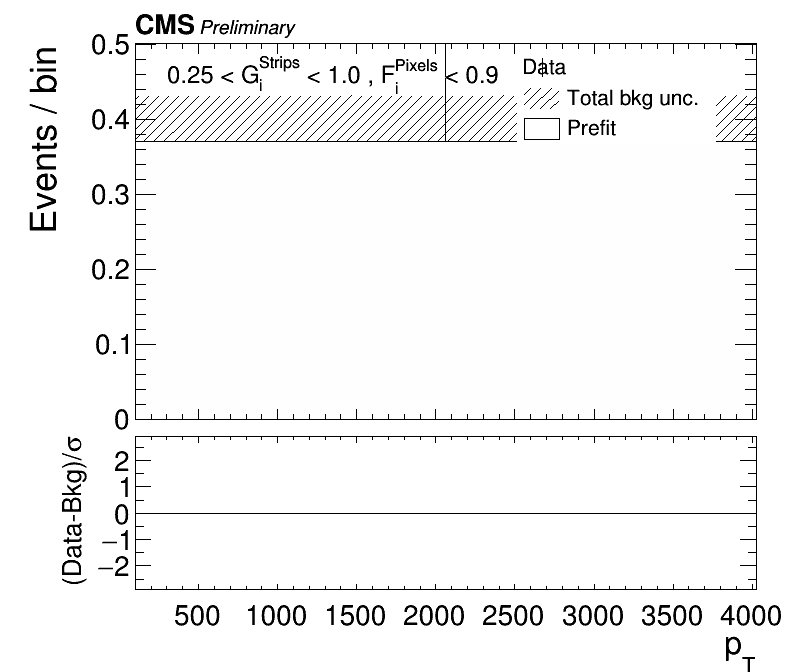 CMS Preliminary
Events / bin
0.5
0.4
0.3
0.2
0.1
0
0.25 < G_i^Strips < 1.0 , F_i^Pixels < 0.9
Data
Total bkg unc.
Prefit
(Data-Bkg)/σ
2
1
0
−1
−2
500 1000 1500 2000 2500 3000 3500 4000
p_T